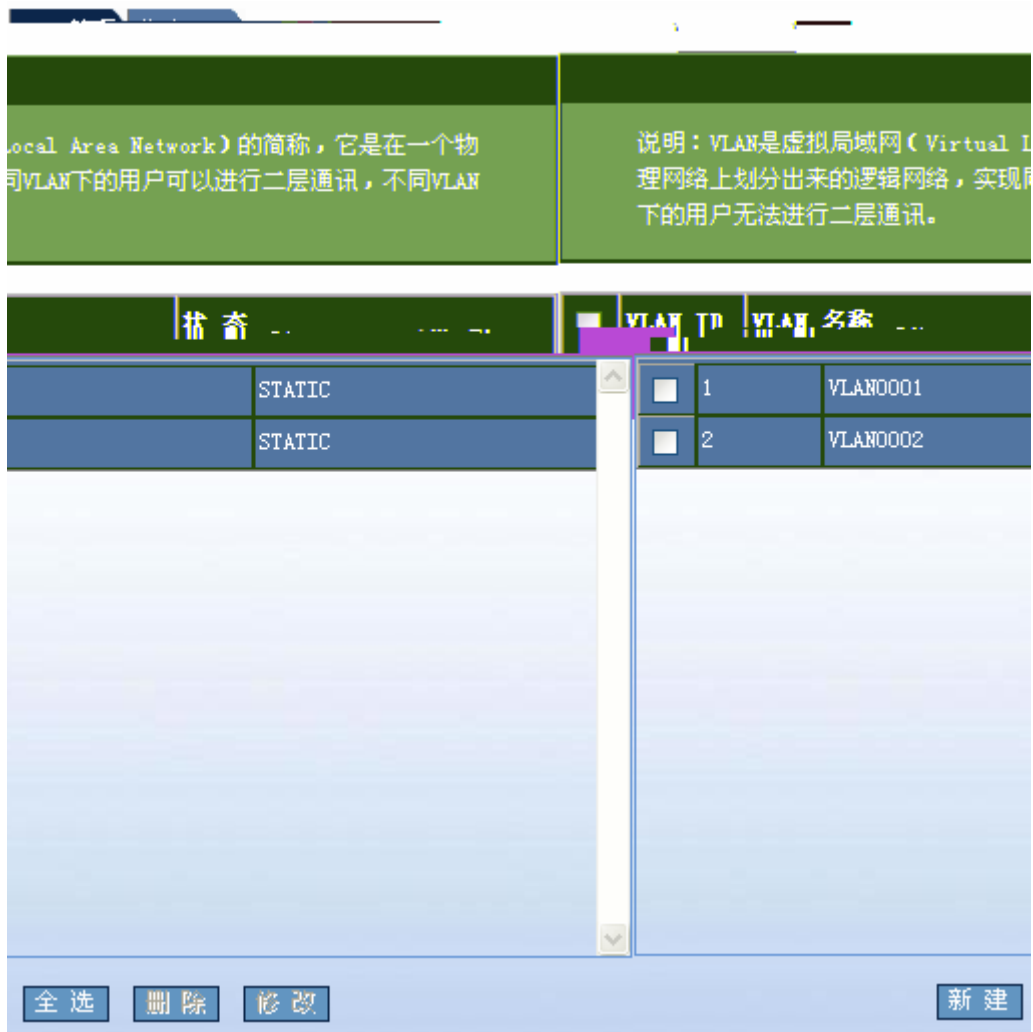 ocal Area Network)的简称，它是在一个物
同VLAN下的用户可以进行二层通讯，不同VLAN
说明：VLAN是虚拟局域网(Virtual L
理网络上划分出来的逻辑网络，实现同
下的用户无法进行二层通讯。
状 态
VLAN ID VLAN 名称
STATIC
STATIC
1 VLAN0001
2 VLAN0002
全 选 删 除 修 改
新 建